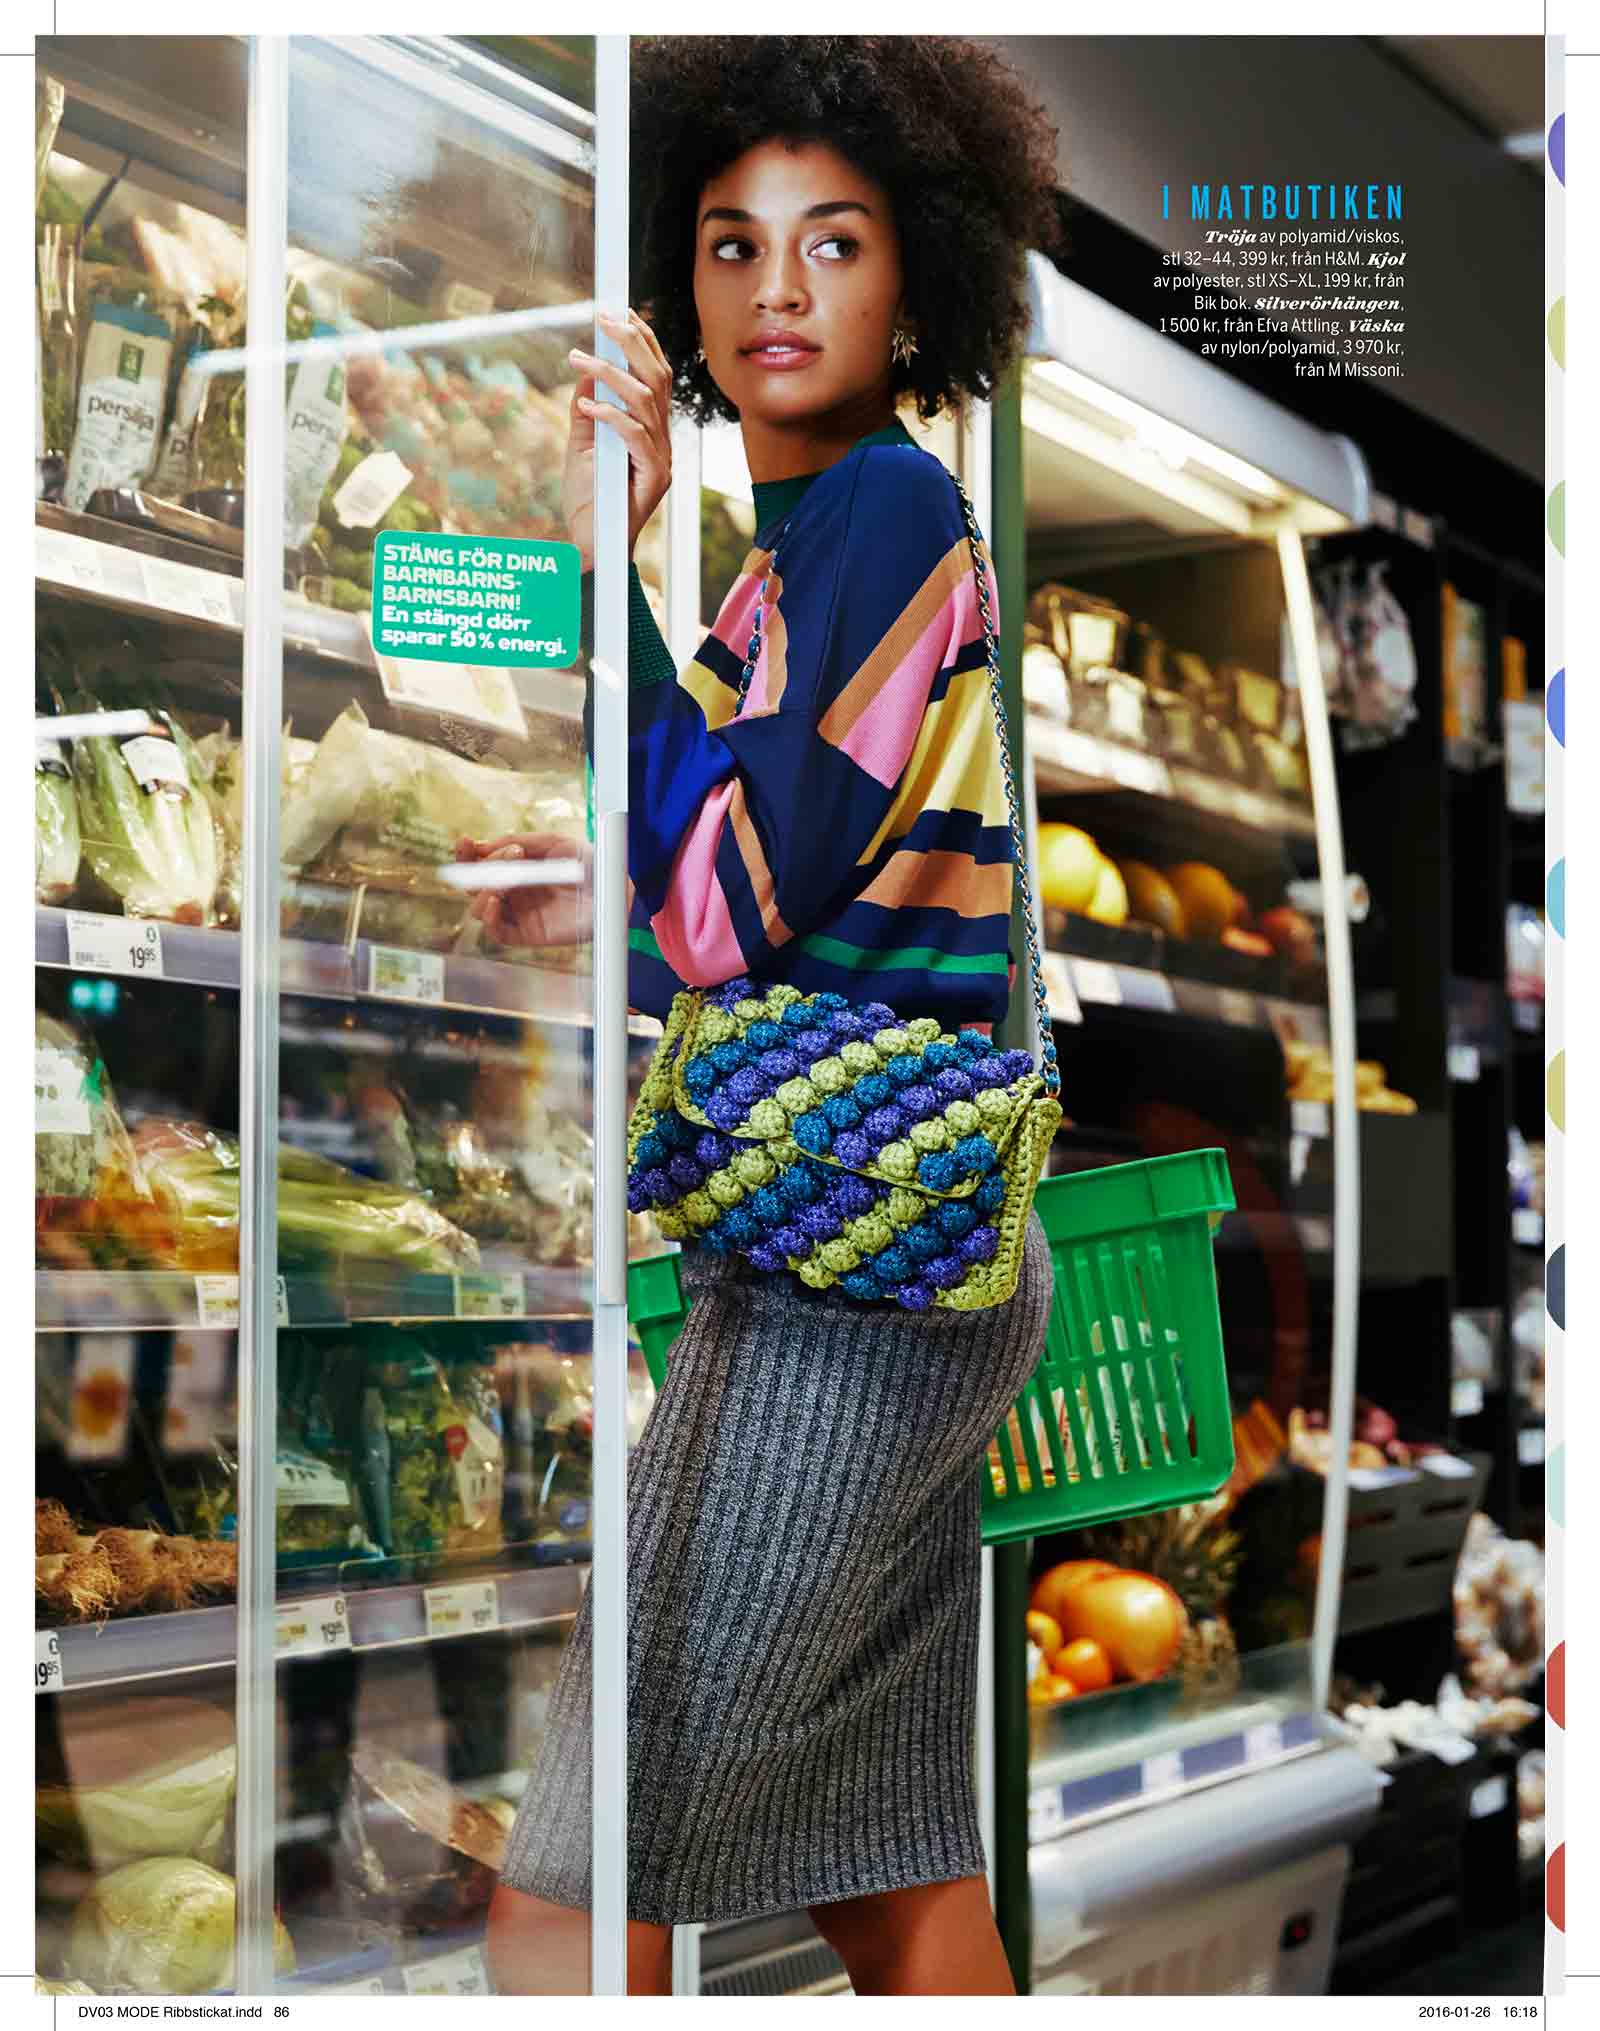 I MATBUTIKEN
Tröja av polyamid/viskos,
stl 32–44, 399 kr, från H&M. Kjol
av polyester, stl XS–XL, 199 kr, från
Bik bok. Silverörhängen,
1 500 kr, från Efva Attling. Väska
av nylon/polyamid, 3 970 kr,
från M Missoni.
persilja
pers
STÄNG FÖR DINA
BARNBARNS-
BARNSBARN!
En stängd dörr
sparar 50 % energi.
19 95
19
19 95
DV03 MODE Ribbstickat.indd 86
2016-01-26 16:18